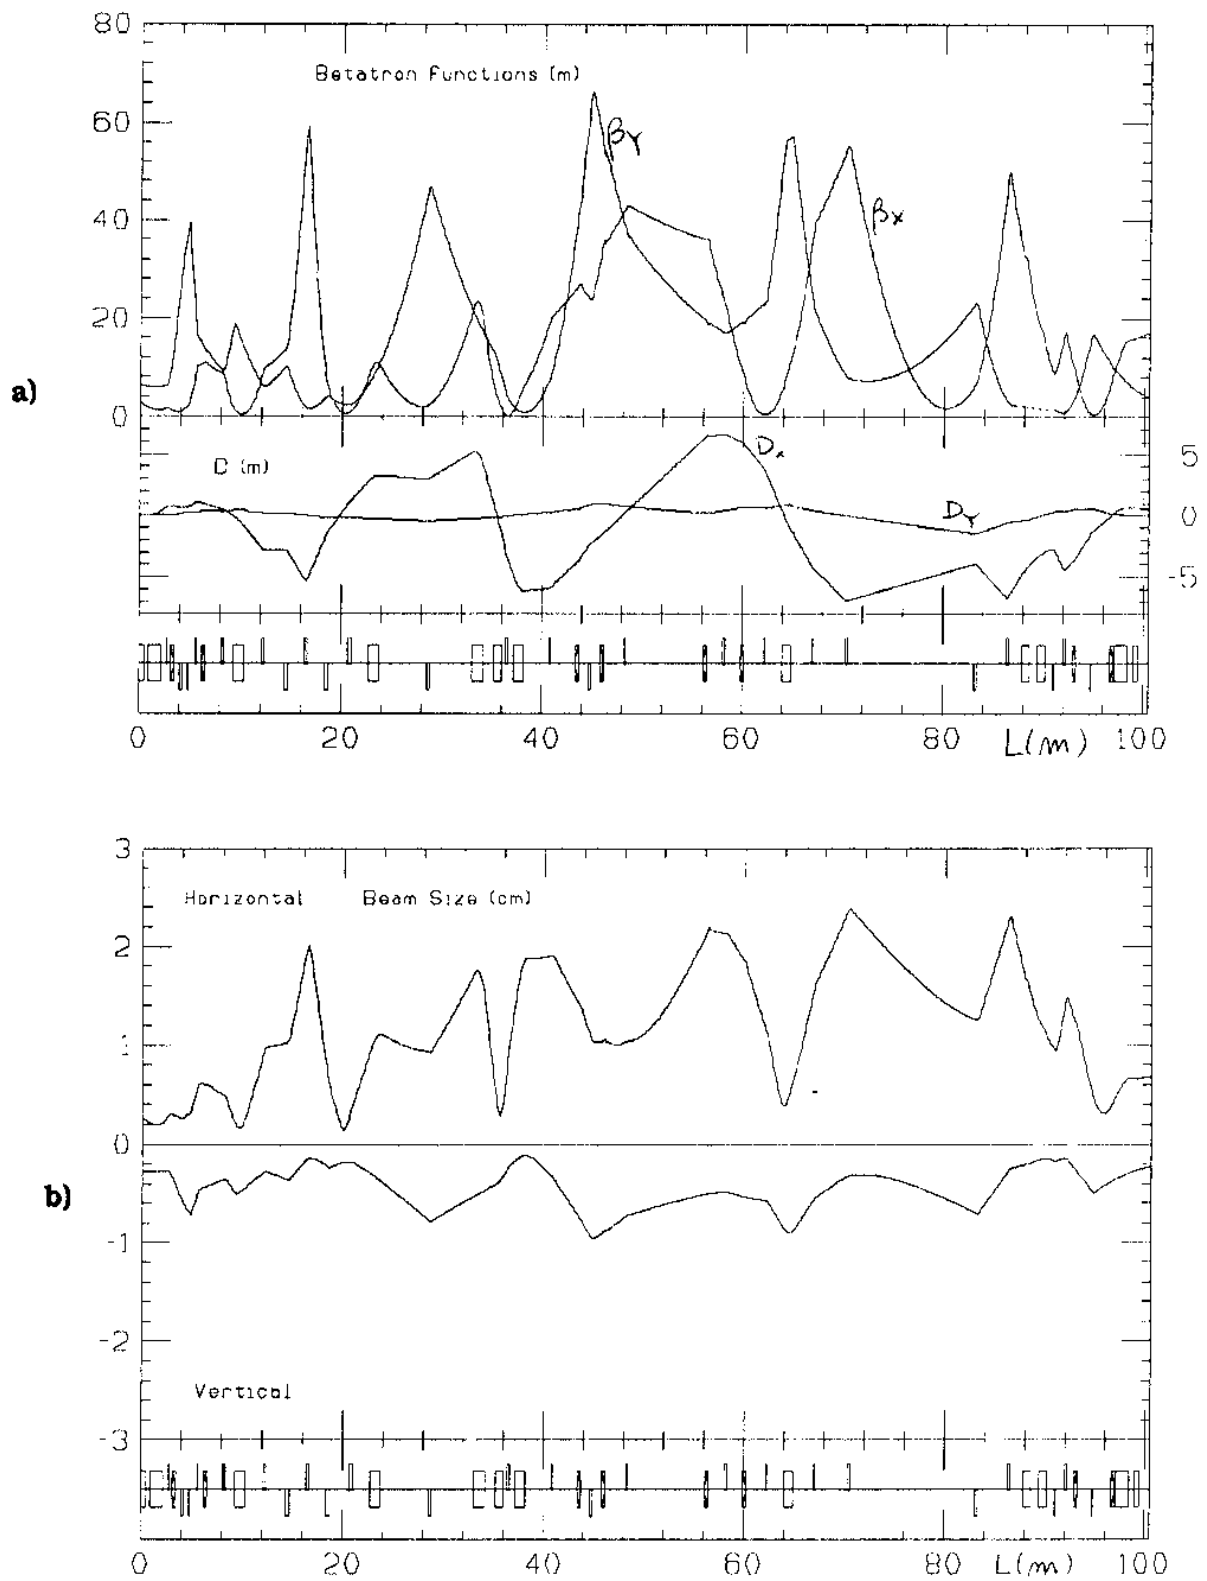 80
Betatron Functions (m)
60
βY
40
βx
20
a)
0
D (m)
Dx
5
DY
0
-5
0 20 40 60 80 L(m) 100
3
Horizontal Beam Size (cm)
2
1
0
b)
-1
-2
Vertical
-3
0 20 40 60 80 L(m) 100